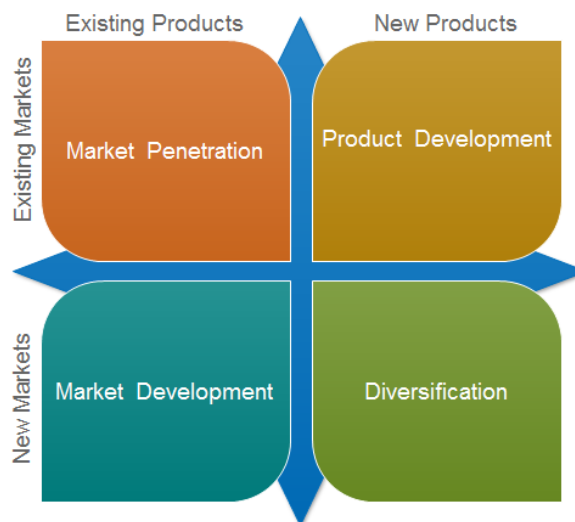 Existing Products
New Products
Existing Markets
Market Penetration
Product Development
New Markets
Market Development
Diversification